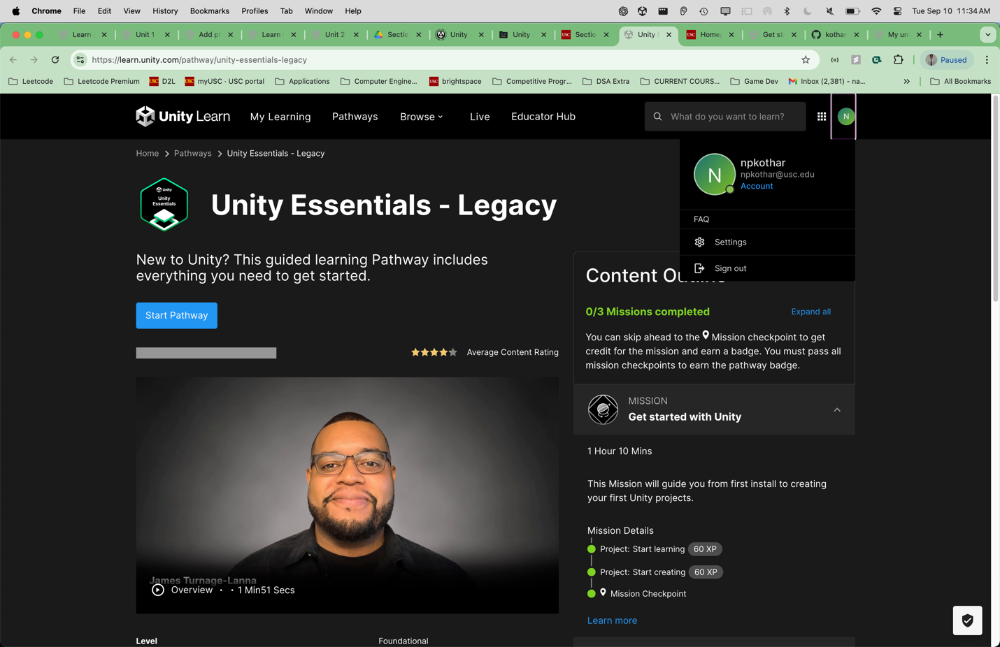 Chrome File Edit View History Bookmarks Profiles Tab Window Help Tue Sep 10 11:34 AM
Learn Unit 1 Add p Learn Unit 2 Sectio Unity Unity Sectio Unity Home Get st kothar My uni
https://learn.unity.com/pathway/unity-essentials-legacy Paused
Leetcode Leetcode Premium USC D2L USC myUSC · USC portal Applications Computer Engine... USC brightspace Competitive Progr... DSA Extra CURRENT COURS... Game Dev Inbox (2,381) - na... » All Bookmarks
Unity Learn My Learning Pathways Browse Live Educator Hub What do you want to learn? N
Home > Pathways > Unity Essentials - Legacy
N
npkothar
npkothar@usc.edu
Account
FAQ
Settings
Sign out
Unity
Unity
Essentials
Unity Essentials - Legacy
New to Unity? This guided learning Pathway includes
everything you need to get started.
Start Pathway
Average Content Rating
James Turnage-Lanna
Overview · · 1 Min51 Secs
Level Foundational
Content Outline
0/3 Missions completed Expand all
You can skip ahead to the Mission checkpoint to get
credit for the mission and earn a badge. You must pass all
mission checkpoints to earn the pathway badge.
MISSION
Get started with Unity
1 Hour 10 Mins
This Mission will guide you from first install to creating
your first Unity projects.
Mission Details
Project: Start learning 60 XP
Project: Start creating 60 XP
Mission Checkpoint
Learn more